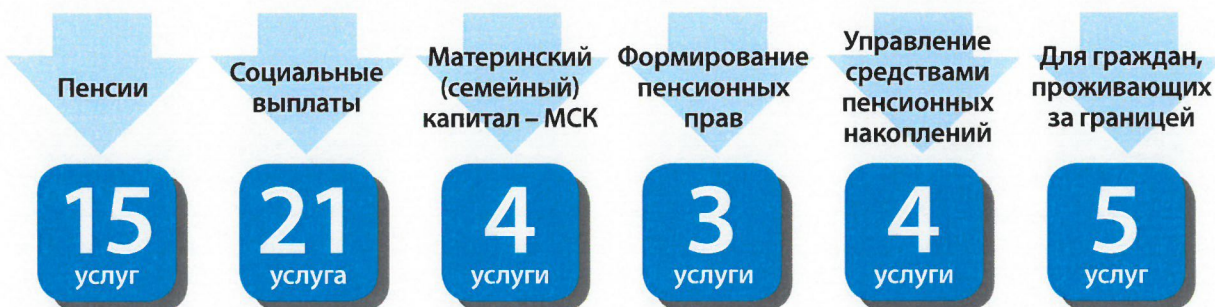 Пенсии
15
услуг
Социальные
выплаты
21
услуга
Материнский
(семейный)
капитал – МСК
4
услуги
Формирование
пенсионных
прав
3
услуги
Управление
средствами
пенсионных
накоплений
4
услуги
Для граждан,
проживающих
за границей
5
услуг